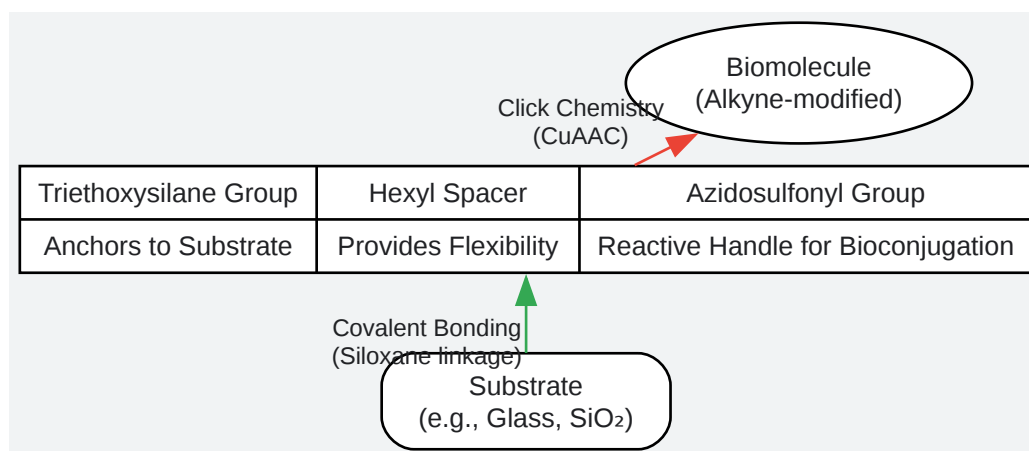 Biomolecule
(Alkyne-modified)
Click Chemistry
(CuAAC)
Triethoxysilane Group
Hexyl Spacer
Azidosulfonyl Group
Anchors to Substrate
Provides Flexibility
Reactive Handle for Bioconjugation
Covalent Bonding
(Siloxane linkage)
Substrate
(e.g., Glass, SiO₂)